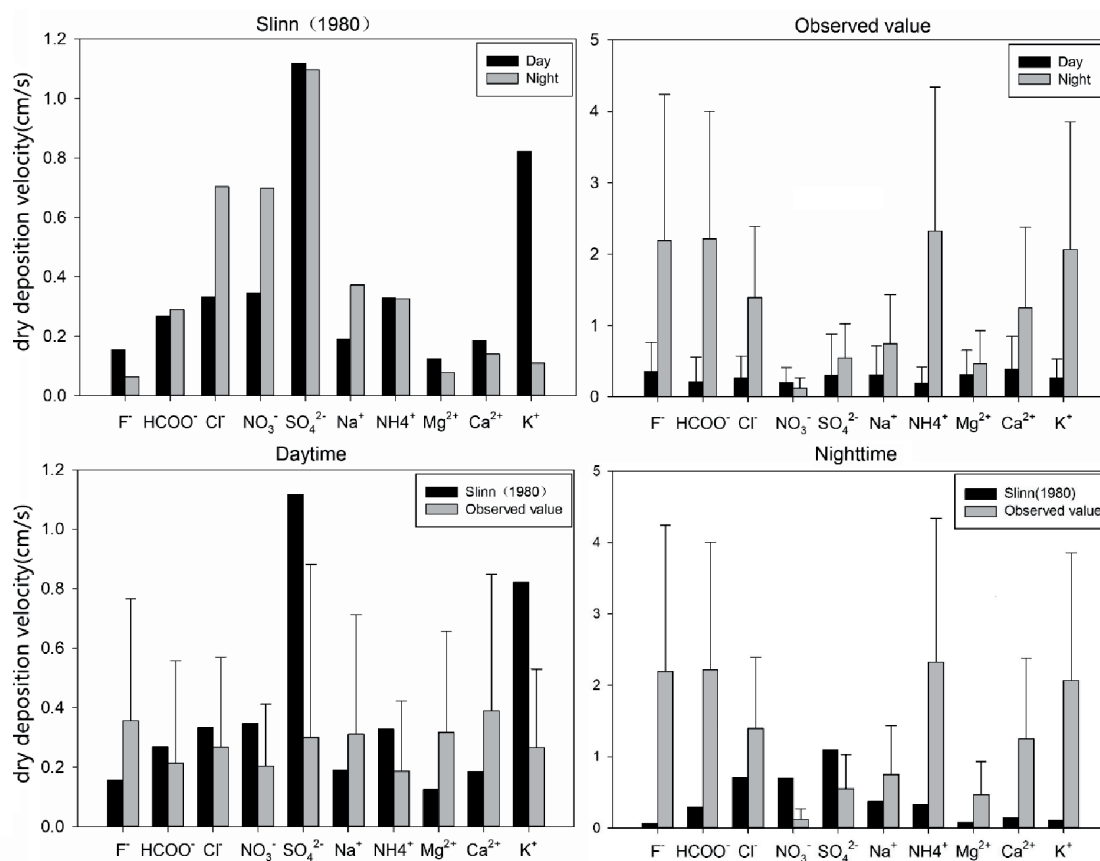 Slinn（1980）
dry deposition velocity(cm/s)
1.2
1.0
0.8
0.6
0.4
0.2
0.0
Day
Night
F⁻ HCOO⁻ Cl⁻ NO₃⁻ SO₄²⁻ Na⁺ NH4⁺ Mg²⁺ Ca²⁺ K⁺
Observed value
5
4
3
2
1
0
Day
Night
F⁻ HCOO⁻ Cl⁻ NO₃⁻ SO₄²⁻ Na⁺ NH4⁺ Mg²⁺ Ca²⁺ K⁺
Daytime
dry deposition velocity(cm/s)
1.2
1.0
0.8
0.6
0.4
0.2
0.0
Slinn（1980）
Observed value
F⁻ HCOO⁻ Cl⁻ NO₃⁻ SO₄²⁻ Na⁺ NH4⁺ Mg²⁺ Ca²⁺ K⁺
Nighttime
5
4
3
2
1
0
Slinn(1980)
Observed value
F⁻ HCOO⁻ Cl⁻ NO₃⁻ SO₄²⁻ Na⁺ NH4⁺ Mg²⁺ Ca²⁺ K⁺